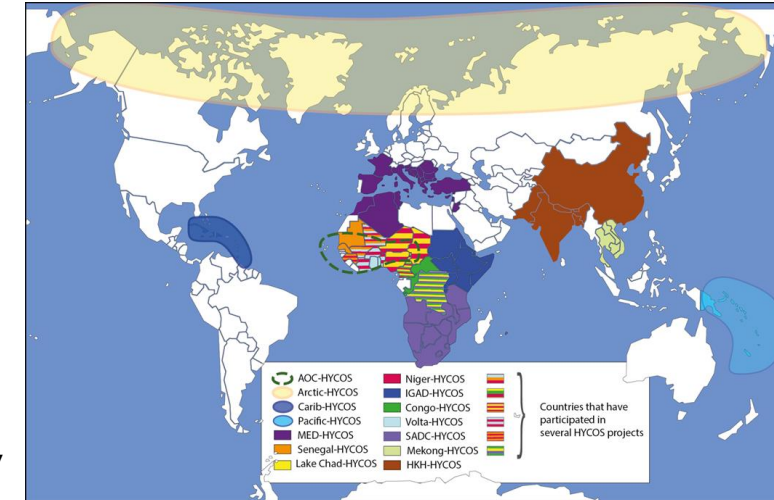 AOC-HYCOS
Arctic-HYCOS
Carib-HYCOS
Pacific-HYCOS
MED-HYCOS
Senegal-HYCOS
Lake Chad-HYCOS
Niger-HYCOS
IGAD-HYCOS
Congo-HYCOS
Volta-HYCOS
SADC-HYCOS
Mekong-HYCOS
HKH-HYCOS
Countries that have
participated in
several HYCOS projects